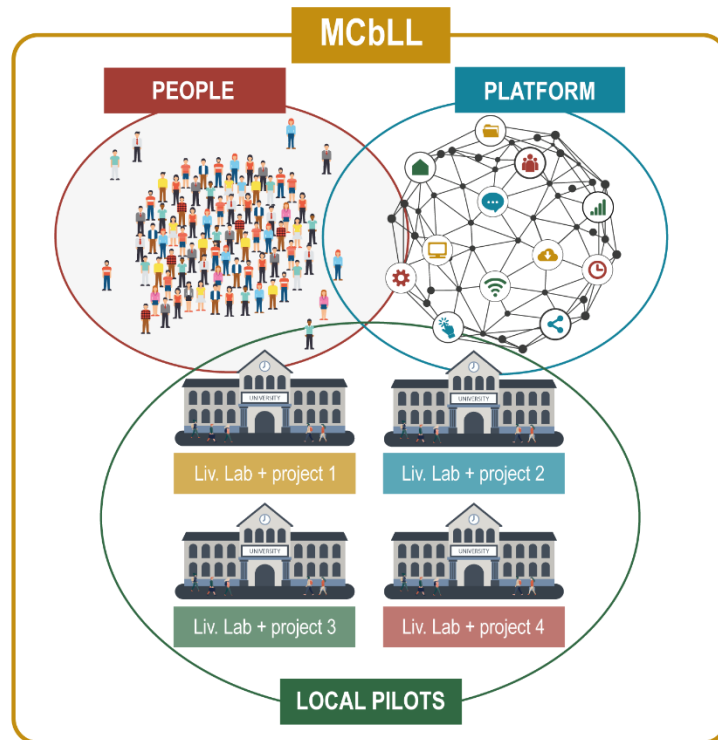 MCbLL
PEOPLE
PLATFORM
UNIVERSITY
UNIVERSITY
Liv. Lab + project 1
Liv. Lab + project 2
UNIVERSITY
UNIVERSITY
Liv. Lab + project 3
Liv. Lab + project 4
LOCAL PILOTS